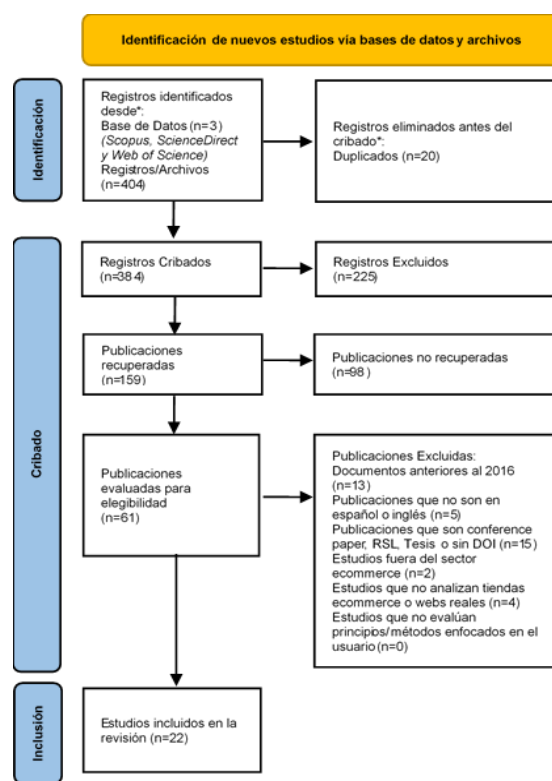 Identificación de nuevos estudios vía bases de datos y archivos
Identificación
Registros identificados
desde*:
Base de Datos (n=3)
(Scopus, ScienceDirect
y Web of Science)
Registros/Archivos
(n=404)
Registros eliminados antes del
cribado*:
Duplicados (n=20)
Cribado
Registros Cribados
(n=384)
Registros Excluidos
(n=225)
Publicaciones
recuperadas
(n=159)
Publicaciones no recuperadas
(n=98)
Publicaciones
evaluadas para
elegibilidad
(n=61)
Publicaciones Excluidas:
Documentos anteriores al 2016
(n=13)
Publicaciones que no son en
español o inglés (n=5)
Publicaciones que son conference
paper, RSL, Tesis o sin DOI (n=15)
Estudios fuera del sector
ecommerce (n=2)
Estudios que no analizan tiendas
ecommerce o webs reales (n=4)
Estudios que no evalúan
principios/métodos enfocados en el
usuario (n=0)
Inclusión
Estudios incluidos en la
revisión (n=22)